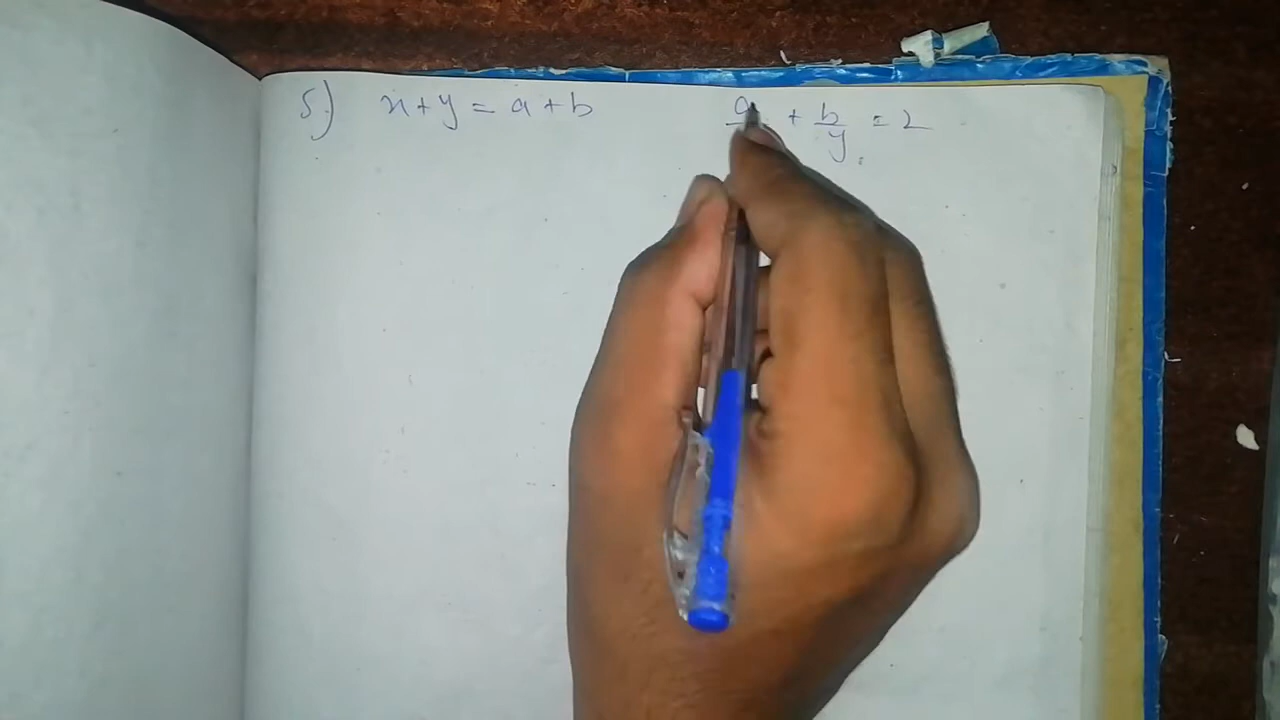 5.) x+y = a+b a + b/y = 2